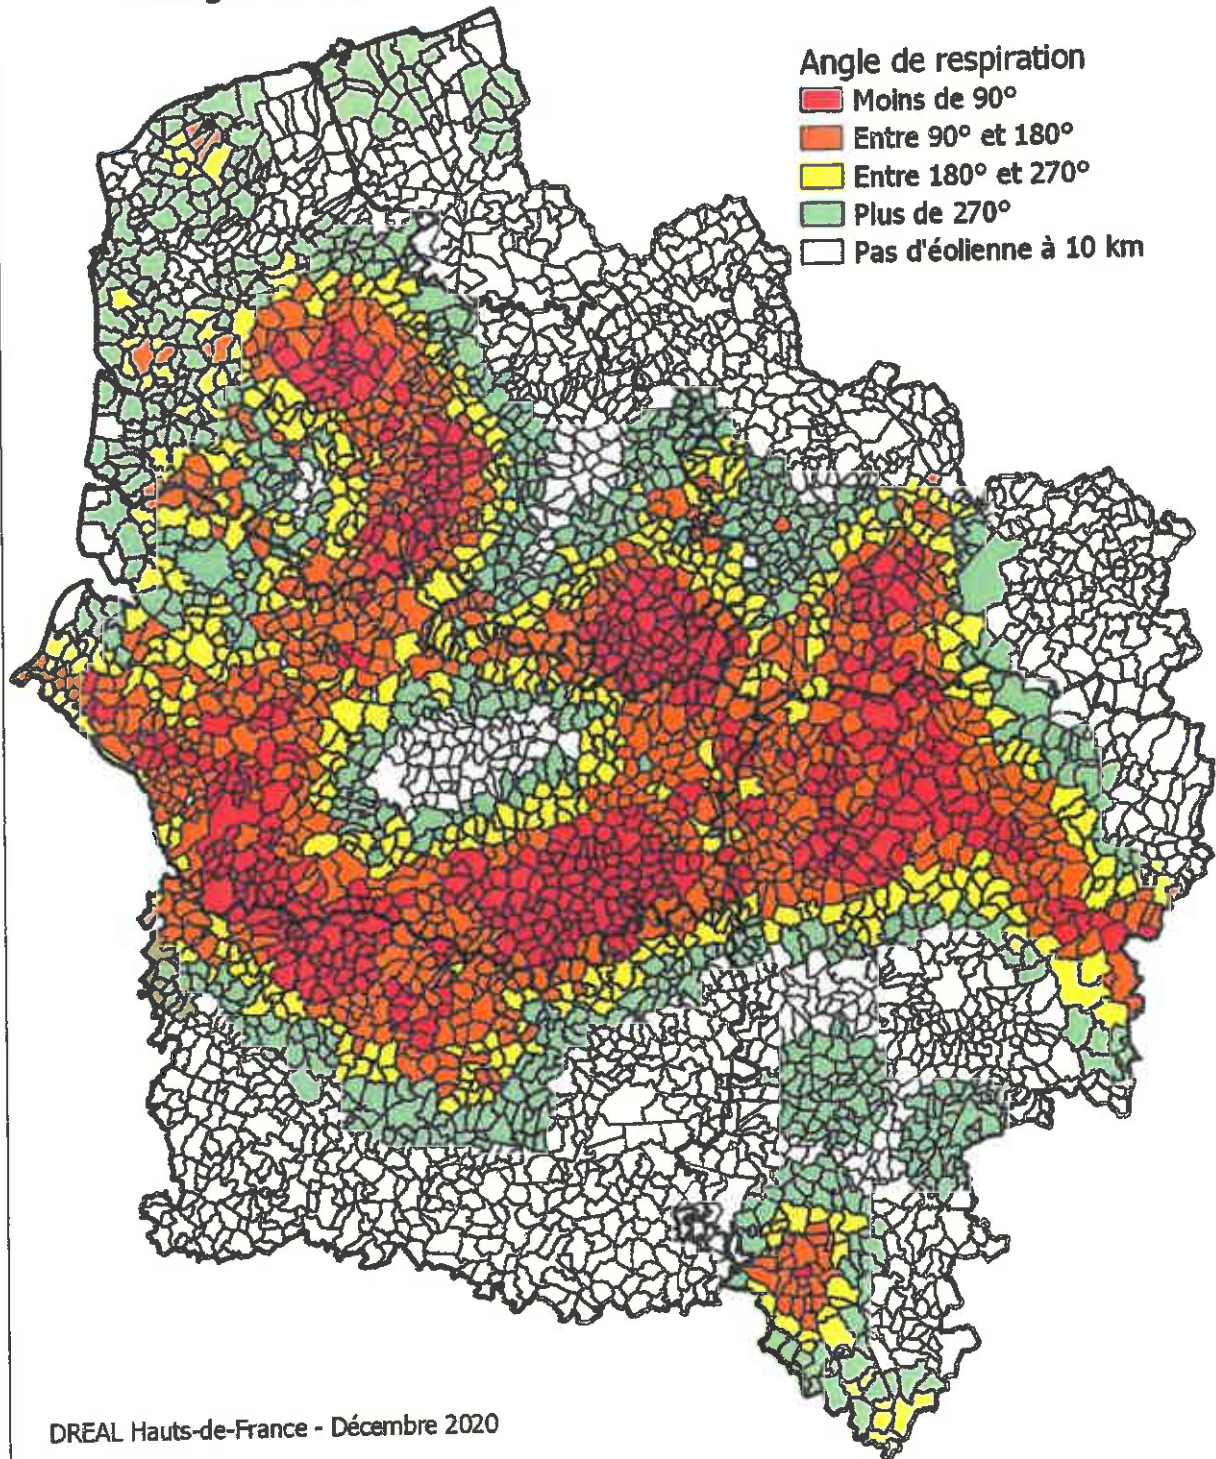 Angle de respiration
Moins de 90°
Entre 90° et 180°
Entre 180° et 270°
Plus de 270°
Pas d'éolienne à 10 km
DREAL Hauts-de-France - Décembre 2020